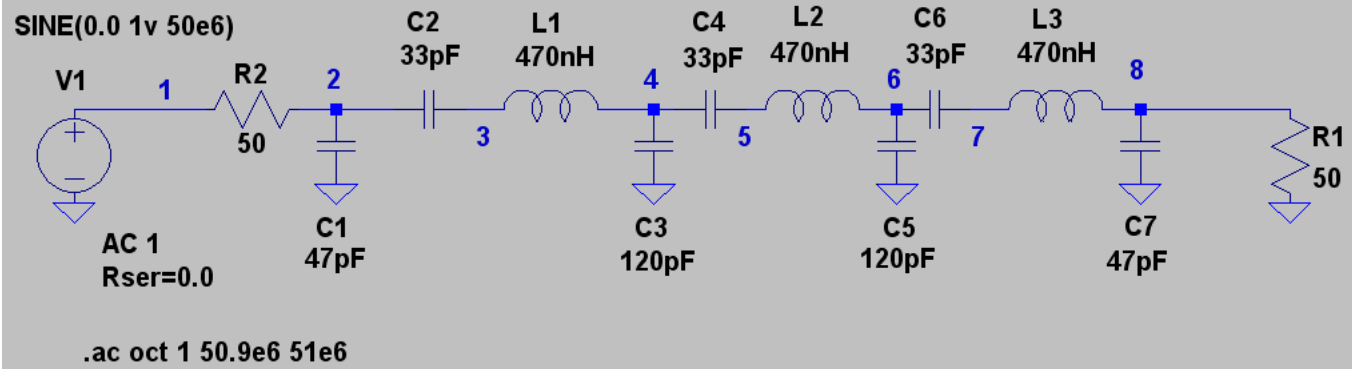 SINE(0.0 1v 50e6)
V1
1
R2
50
2
C2
33pF
3
L1
470nH
4
C4
33pF
5
L2
470nH
6
C6
33pF
7
L3
470nH
8
R1
50
C1
47pF
C3
120pF
C5
120pF
C7
47pF
AC 1
Rser=0.0
.ac oct 1 50.9e6 51e6